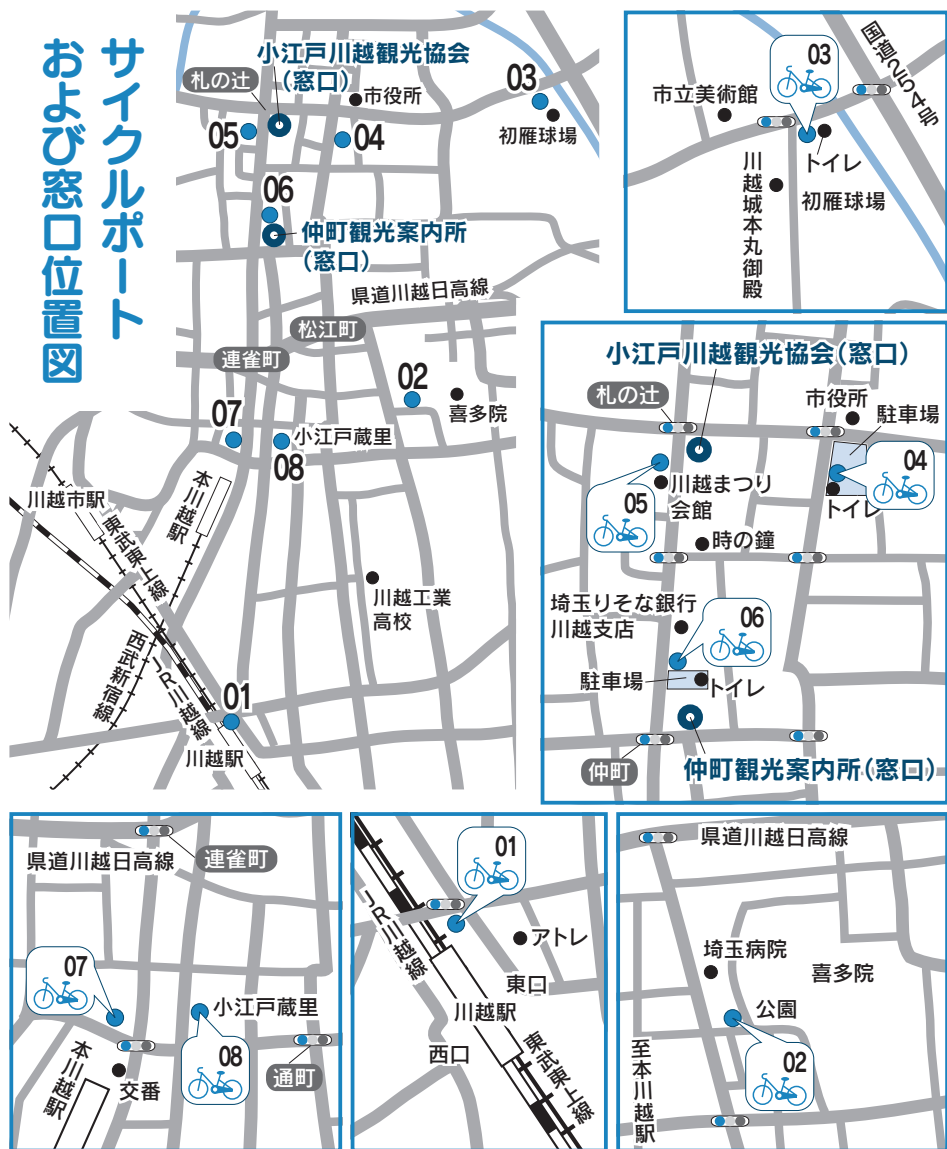 サイクルポート
および窓口位置図
小江戸川越観光協会
(窓口)
札の辻
市役所
03
初雁球場
05
04
06
仲町観光案内所
(窓口)
県道川越日高線
松江町
連雀町
02
喜多院
07
小江戸蔵里
08
川越市駅
本川越駅
東武東上線
川越工業
高校
西武新宿線
JR川越線
01
川越駅
03
国道254号
市立美術館
トイレ
初雁球場
川越城本丸御殿
小江戸川越観光協会(窓口)
札の辻
市役所
駐車場
04
トイレ
川越まつり
会館
05
時の鐘
埼玉りそな銀行
川越支店
06
駐車場
トイレ
仲町
仲町観光案内所(窓口)
県道川越日高線
連雀町
07
小江戸蔵里
08
通町
本川越駅
交番
01
JR川越線
アトレ
東口
川越駅
西口
東武東上線
県道川越日高線
埼玉病院
喜多院
公園
02
至本川越駅